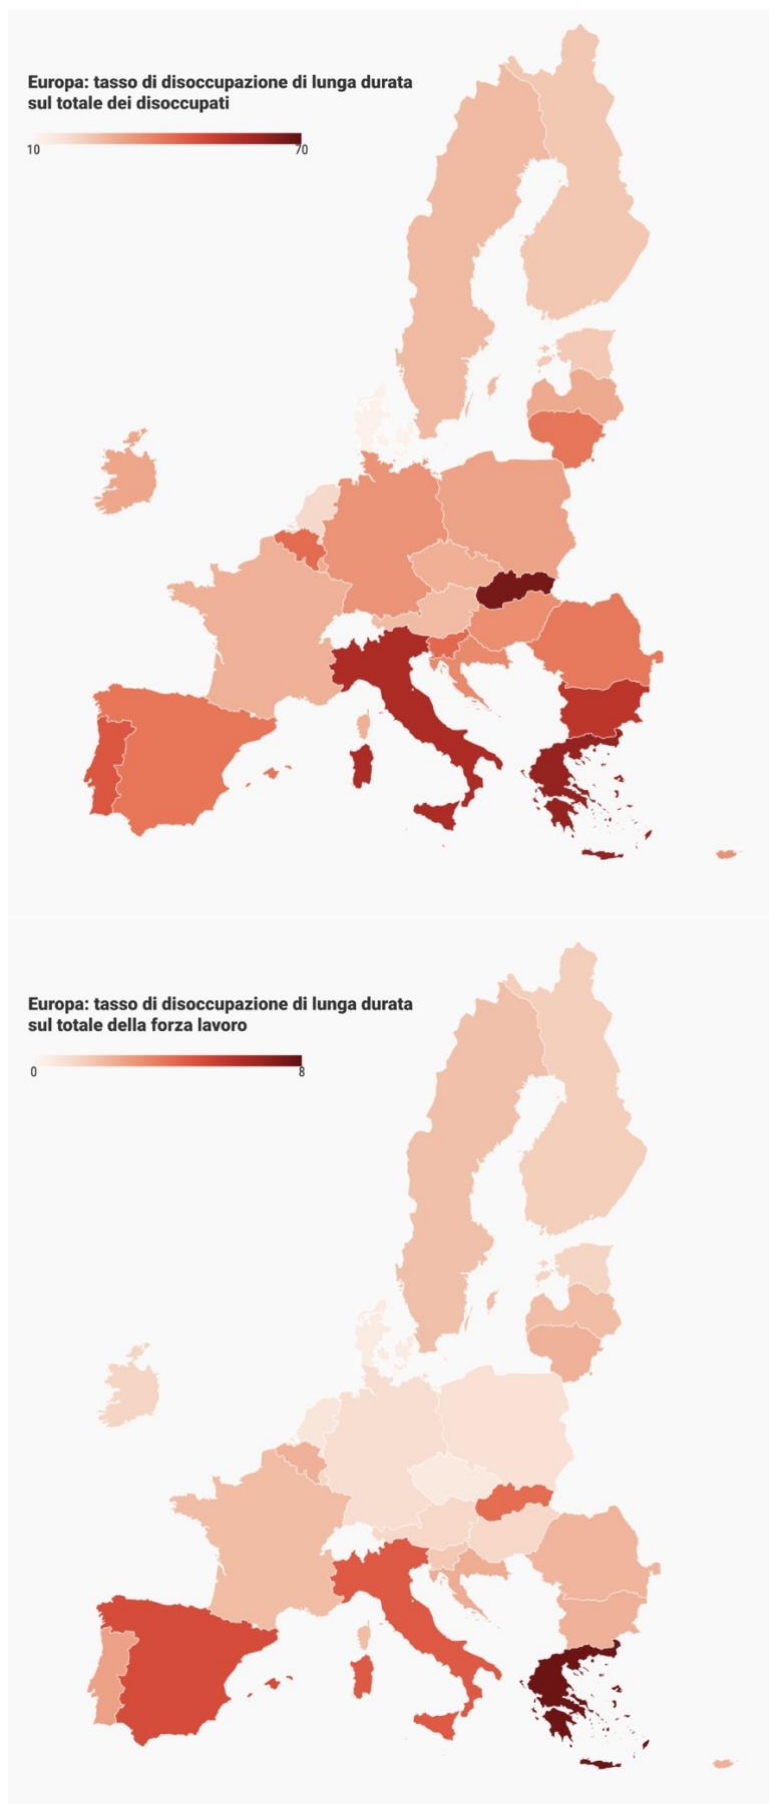 Europa: tasso di disoccupazione di lunga durata
sul totale dei disoccupati
10 70
Europa: tasso di disoccupazione di lunga durata
sul totale della forza lavoro
0 8